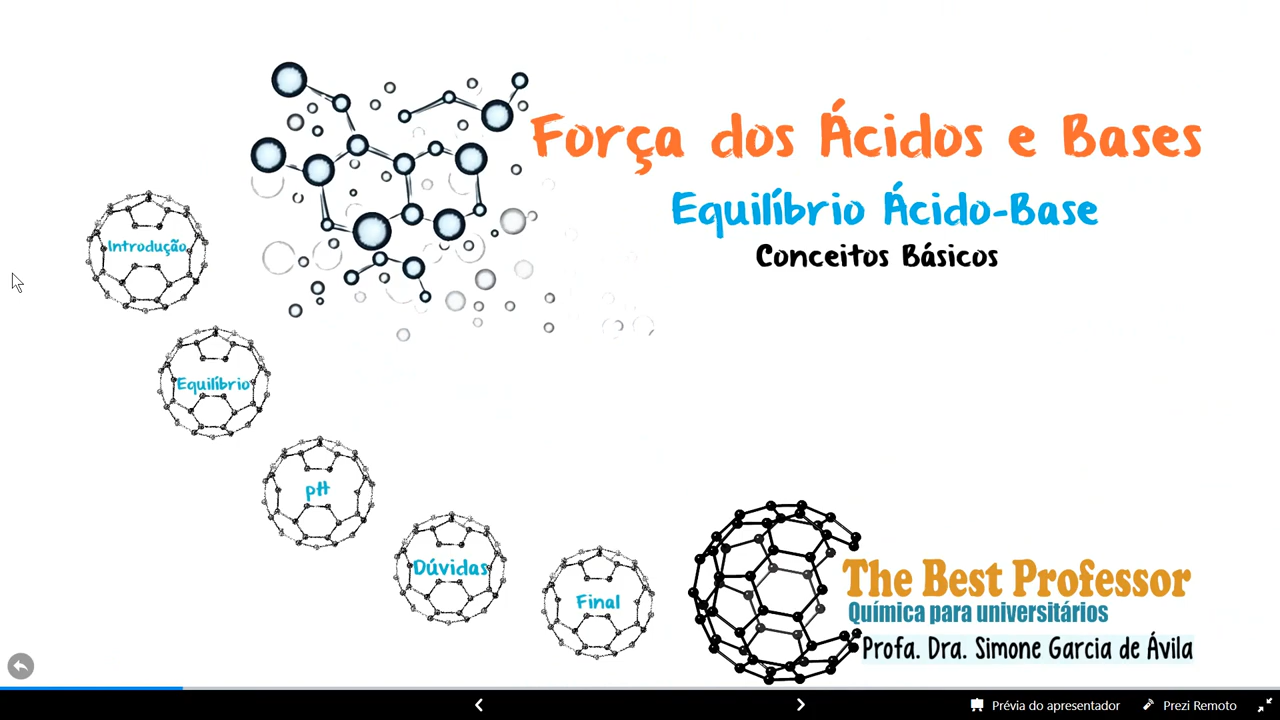 Força dos Ácidos e Bases
Equilíbrio Ácido-Base
Conceitos Básicos
Introdução
Equilíbrio
pH
Dúvidas
Final
The Best Professor
Química para universitários
Profa. Dra. Simone Garcia de Ávila
Prévia do apresentador
Prezi Remoto